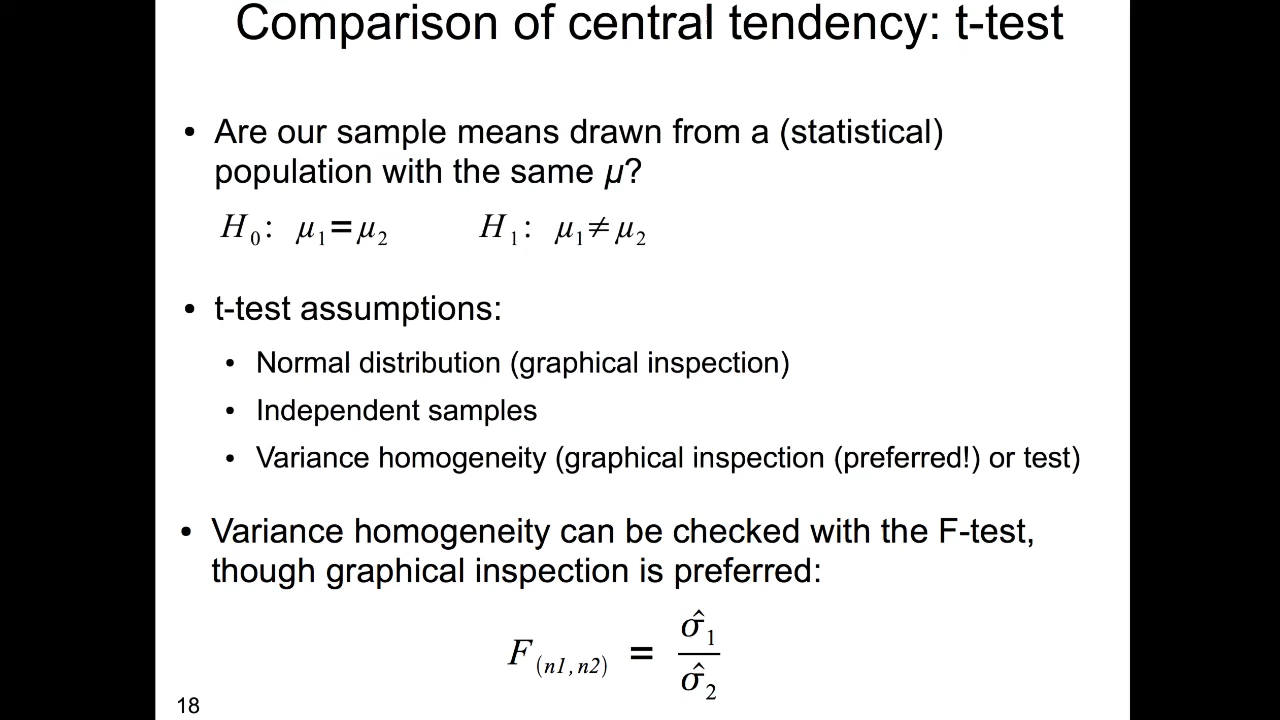 Comparison of central tendency: t-test
• Are our sample means drawn from a (statistical)
population with the same μ?
H₀: μ₁=μ₂ H₁: μ₁≠μ₂
• t-test assumptions:
• Normal distribution (graphical inspection)
• Independent samples
• Variance homogeneity (graphical inspection (preferred!) or test)
• Variance homogeneity can be checked with the F-test,
though graphical inspection is preferred:
F₍n1,n2₎ = σ̂₁ / σ̂₂
18